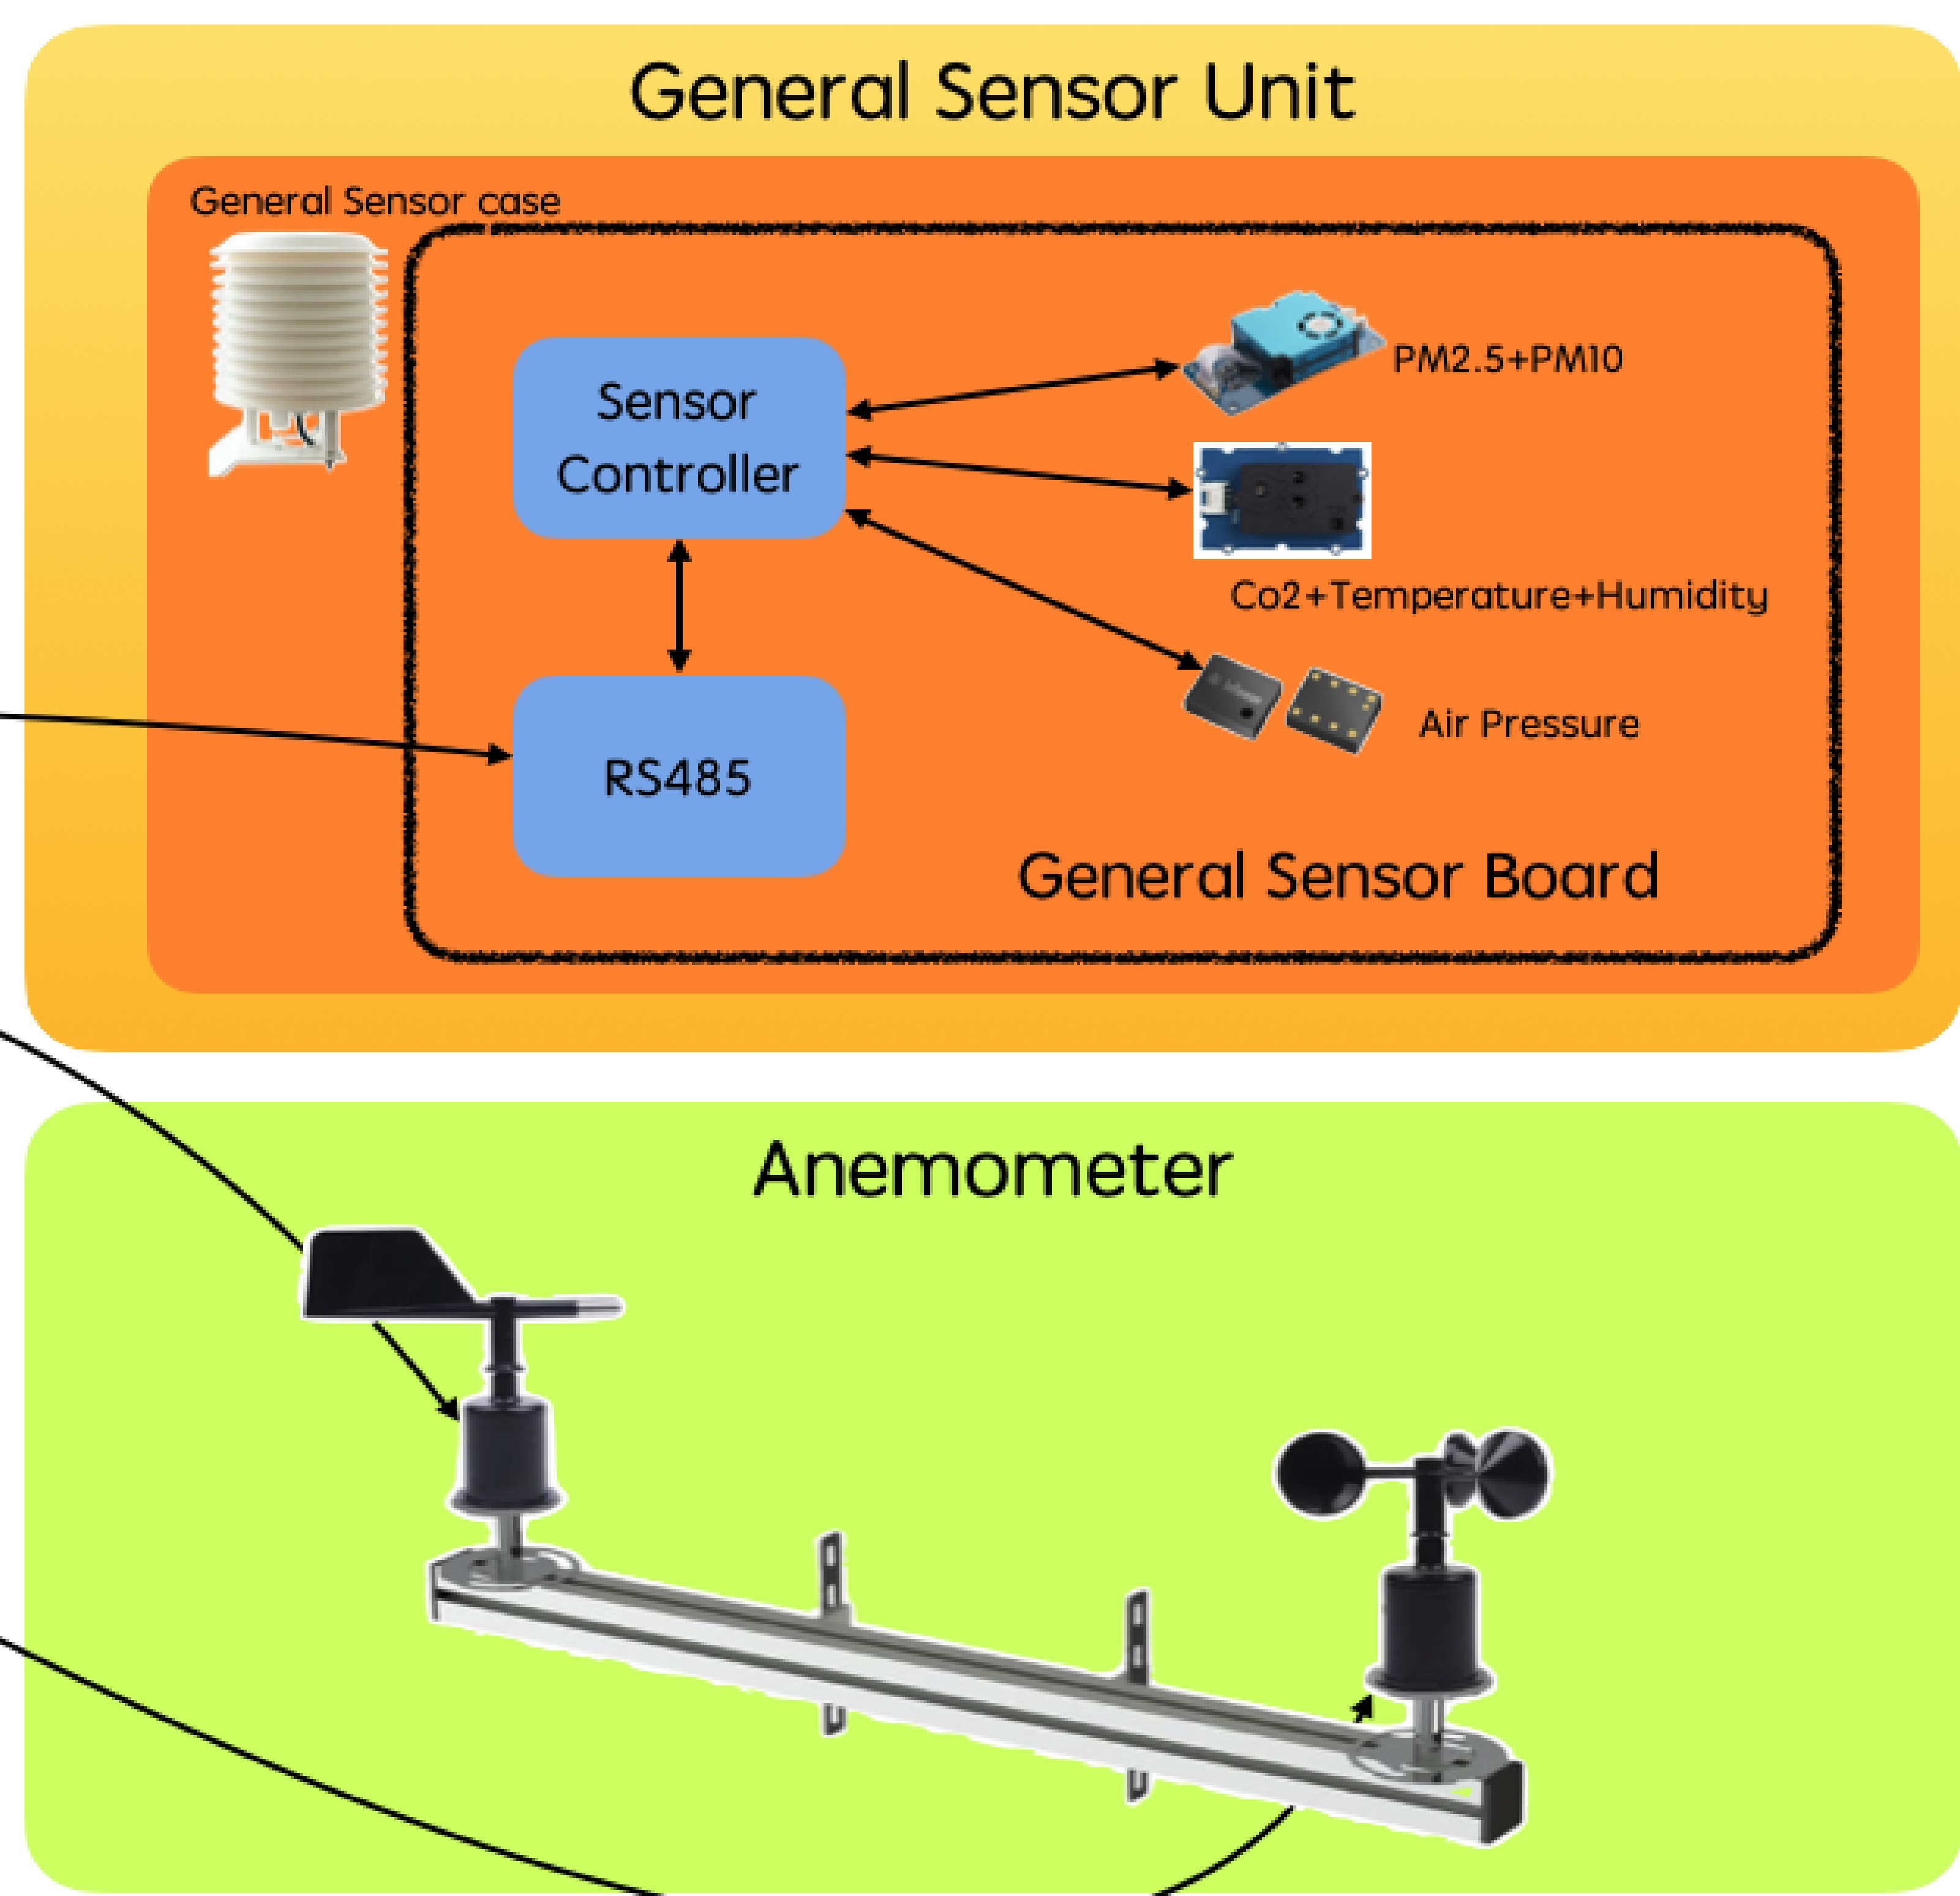 General Sensor Unit
General Sensor case
Sensor
Controller
PM2.5+PM10
Co2+Temperature+Humidity
Air Pressure
RS485
General Sensor Board
Anemometer